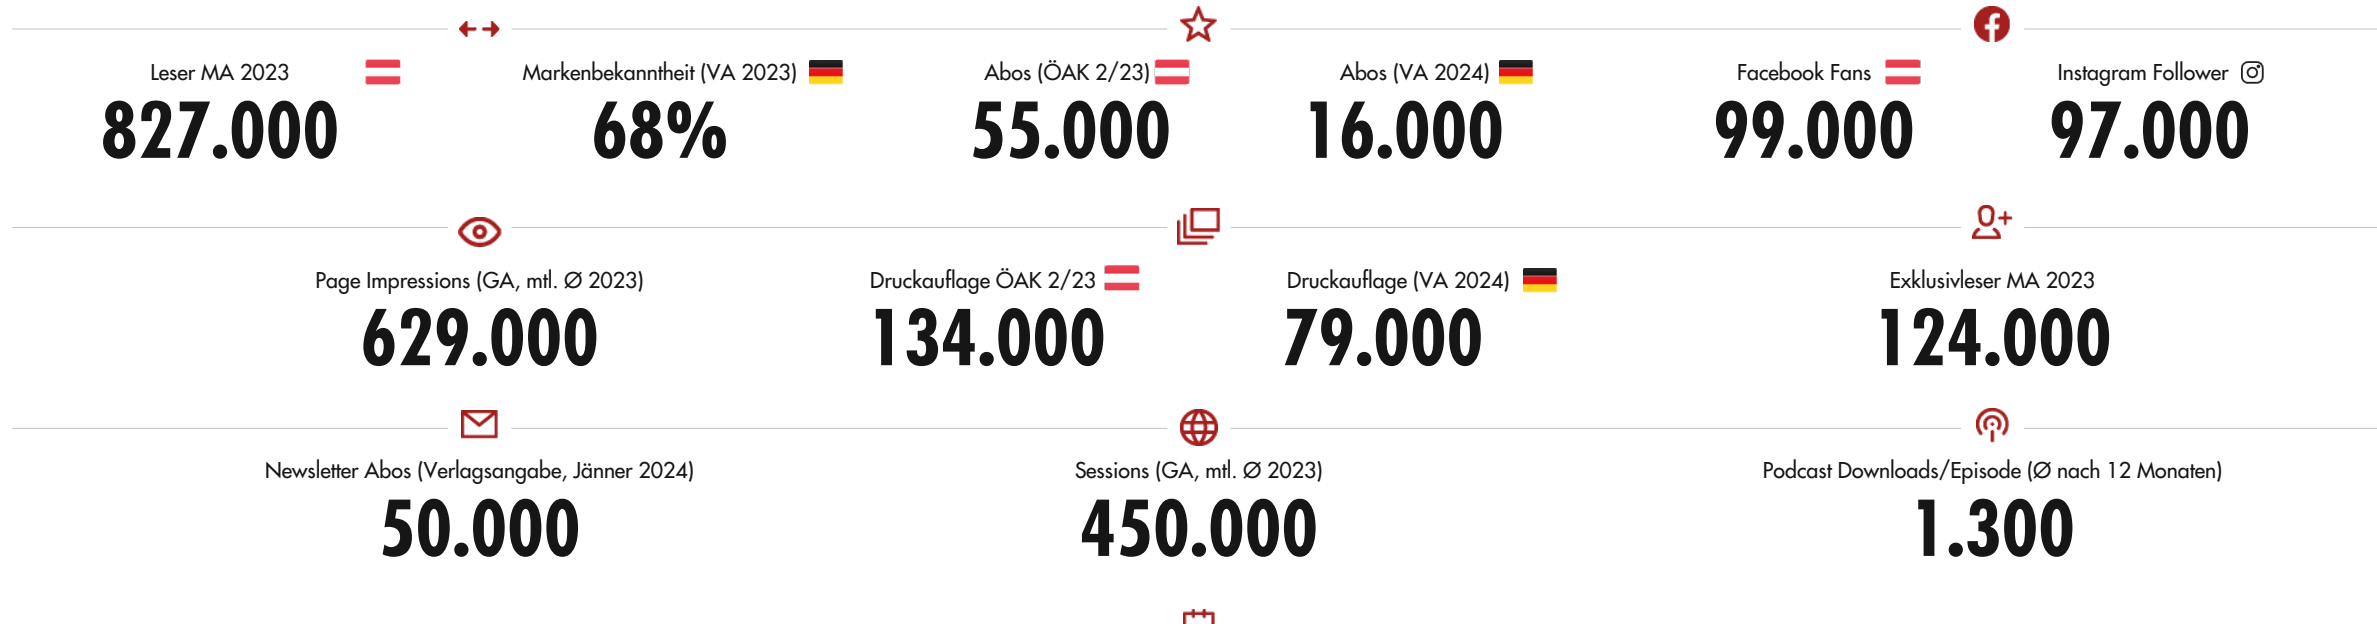 Leser MA 2023
827.000
Markenbekanntheit (VA 2023)
68%
Abos (ÖAK 2/23)
55.000
Abos (VA 2024)
16.000
Facebook Fans
99.000
Instagram Follower
97.000
Page Impressions (GA, mtl. Ø 2023)
629.000
Druckauflage ÖAK 2/23
134.000
Druckauflage (VA 2024)
79.000
Exklusivleser MA 2023
124.000
Newsletter Abos (Verlagsangabe, Jänner 2024)
50.000
Sessions (GA, mtl. Ø 2023)
450.000
Podcast Downloads/Episode (Ø nach 12 Monaten)
1.300